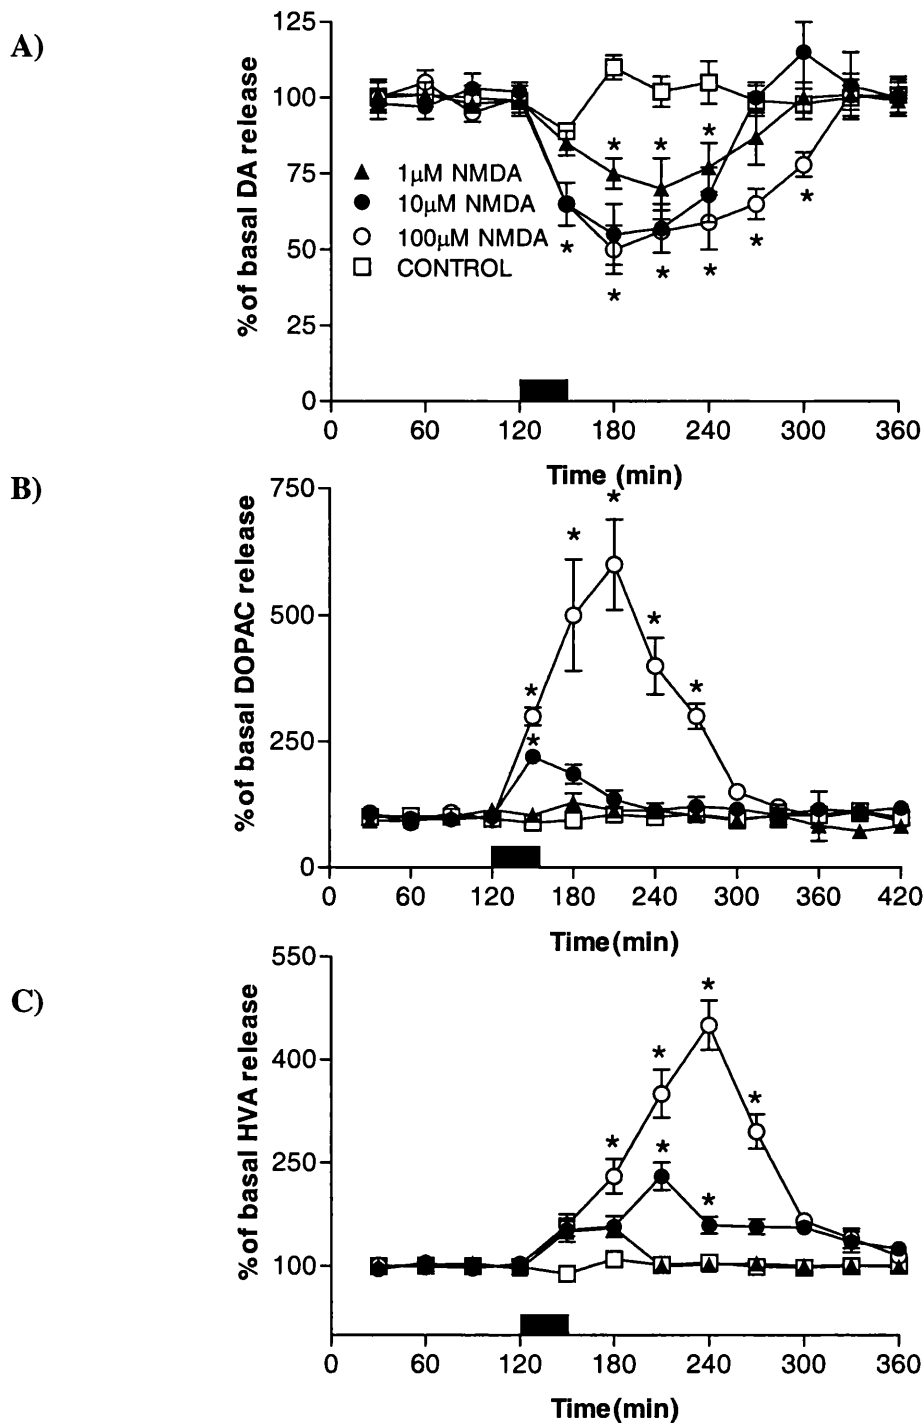 A)
% of basal DA release
125
100
75
50
25
0
1µM NMDA
10µM NMDA
100µM NMDA
CONTROL
* * *
* * * * * *
0 60 120 180 240 300 360
Time (min)
B)
% of basal DOPAC release
750
500
250
0
* * * * *
*
0 60 120 180 240 300 360 420
Time (min)
C)
% of basal HVA release
550
400
250
100
* * * *
* *
0 60 120 180 240 300 360
Time (min)